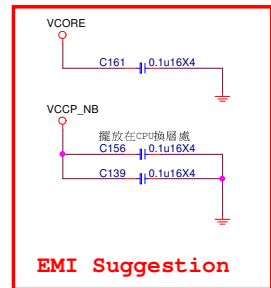 VCORE
C161 0.1u16X4
VCCP_NB
擺放在CPU換層處
C156 0.1u16X4
C139 0.1u16X4
EMI Suggestion